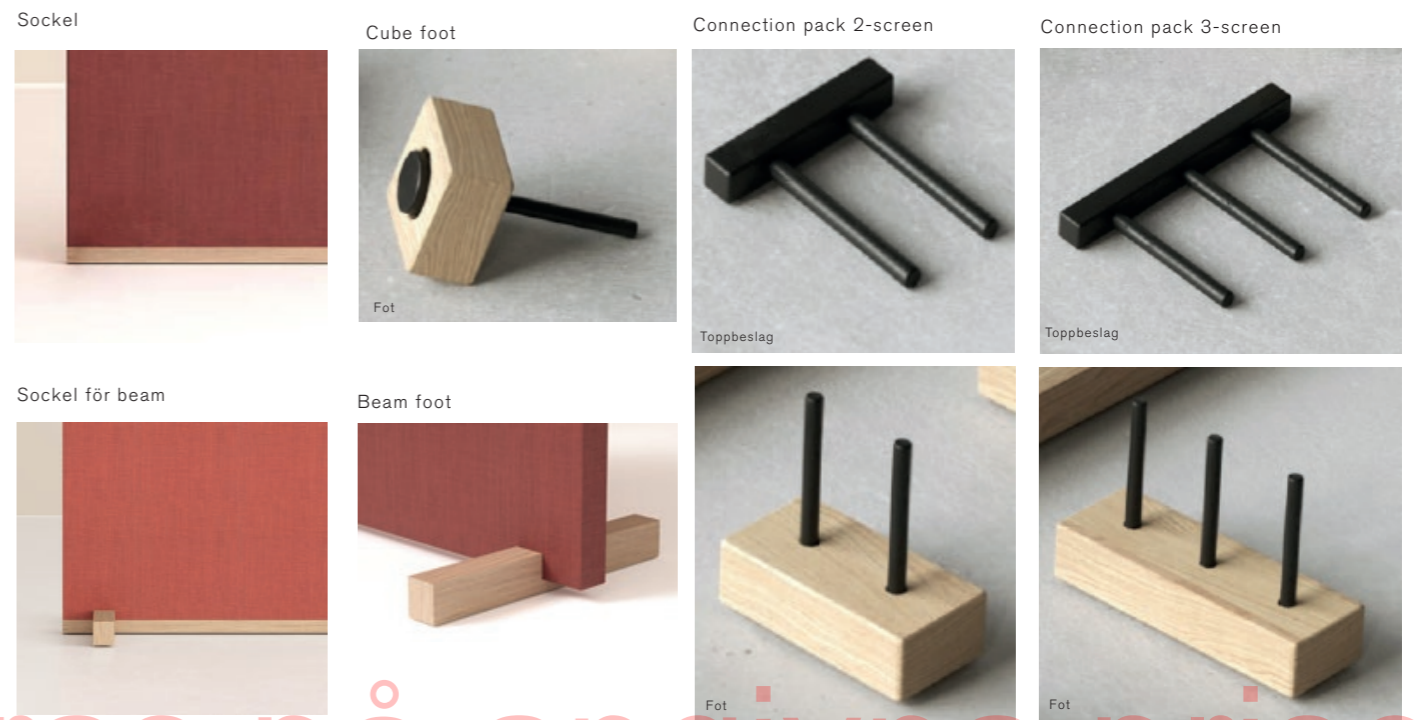 Sockel
Cube foot
Connection pack 2-screen
Connection pack 3-screen
Fot
Toppbeslag
Toppbeslag
Sockel för beam
Beam foot
Fot
Fot